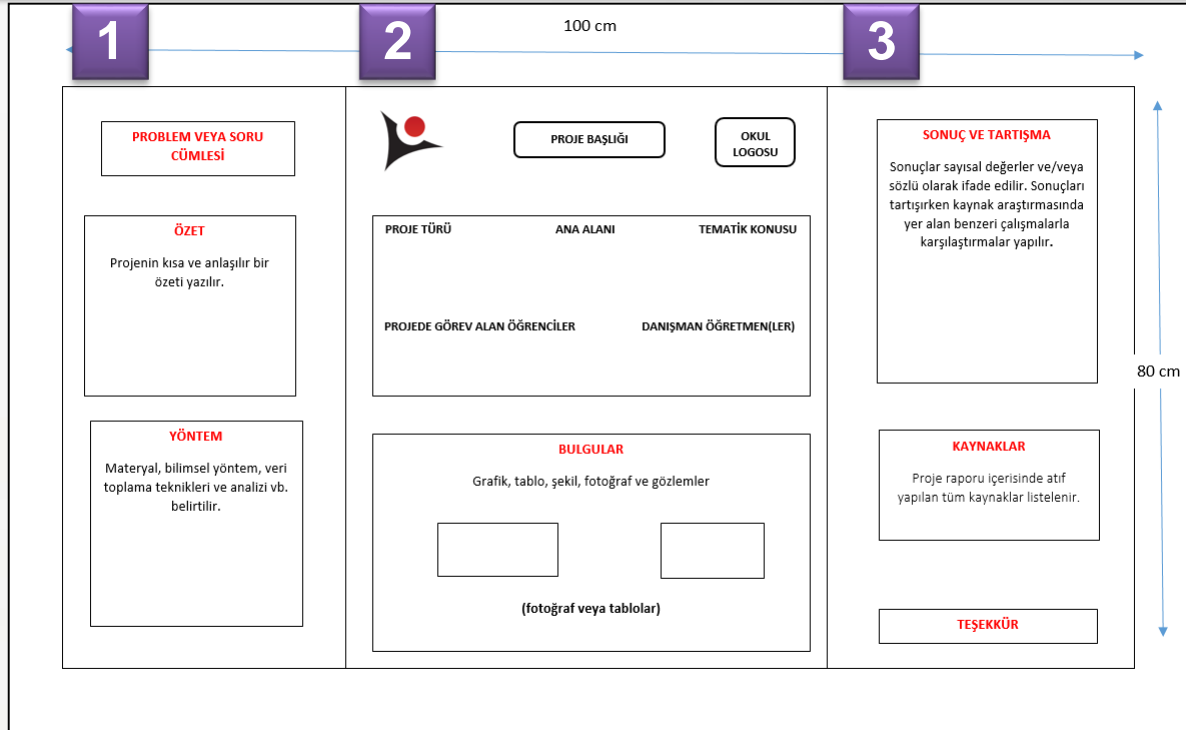 1
2
3
100 cm
80 cm
PROBLEM VEYA SORU
CÜMLESİ
ÖZET
Projenin kısa ve anlaşılır bir
özeti yazılır.
YÖNTEM
Materyal, bilimsel yöntem, veri
toplama teknikleri ve analizi vb.
belirtilir.
PROJE BAŞLIĞI
OKUL
LOGOSU
PROJE TÜRÜ ANA ALANI TEMATİK KONUSU
PROJEDE GÖREV ALAN ÖĞRENCİLER DANIŞMAN ÖĞRETMEN(LER)
BULGULAR
Grafik, tablo, şekil, fotoğraf ve gözlemler
(fotoğraf veya tablolar)
SONUÇ VE TARTIŞMA
Sonuçlar sayısal değerler ve/veya
sözlü olarak ifade edilir. Sonuçları
tartışırken kaynak araştırmasında
yer alan benzeri çalışmalarla
karşılaştırmalar yapılır.
KAYNAKLAR
Proje raporu içerisinde atıf
yapılan tüm kaynaklar listelenir.
TEŞEKKÜR